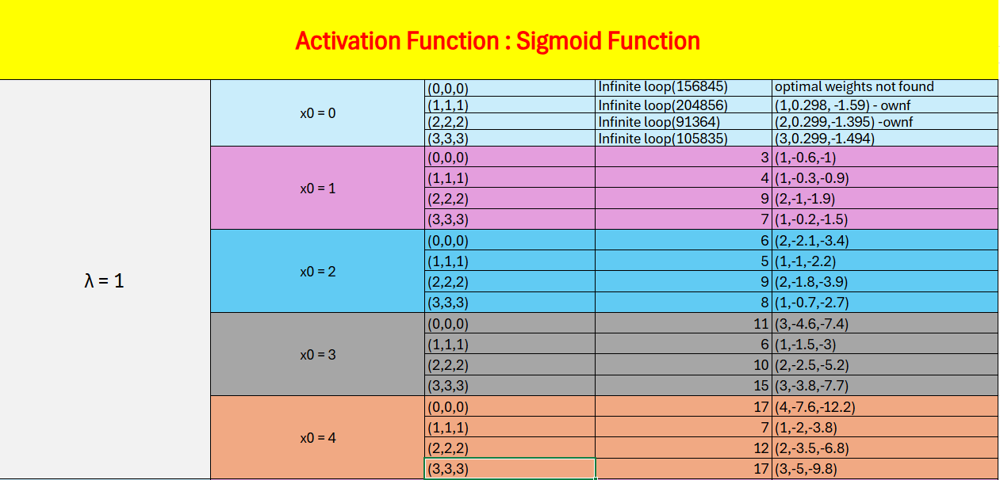 Activation Function : Sigmoid Function
λ = 1
x0 = 0
(0,0,0) Infinite loop(156845) optimal weights not found
(1,1,1) Infinite loop(204856) (1,0.298, -1.59) - ownf
(2,2,2) Infinite loop(91364) (2,0.299,-1.395) -ownf
(3,3,3) Infinite loop(105835) (3,0.299,-1.494)
x0 = 1
(0,0,0) 3 (1,-0.6,-1)
(1,1,1) 4 (1,-0.3,-0.9)
(2,2,2) 9 (2,-1,-1.9)
(3,3,3) 7 (1,-0.2,-1.5)
x0 = 2
(0,0,0) 6 (2,-2.1,-3.4)
(1,1,1) 5 (1,-1,-2.2)
(2,2,2) 9 (2,-1.8,-3.9)
(3,3,3) 8 (1,-0.7,-2.7)
x0 = 3
(0,0,0) 11 (3,-4.6,-7.4)
(1,1,1) 6 (1,-1.5,-3)
(2,2,2) 10 (2,-2.5,-5.2)
(3,3,3) 15 (3,-3.8,-7.7)
x0 = 4
(0,0,0) 17 (4,-7.6,-12.2)
(1,1,1) 7 (1,-2,-3.8)
(2,2,2) 12 (2,-3.5,-6.8)
(3,3,3) 17 (3,-5,-9.8)